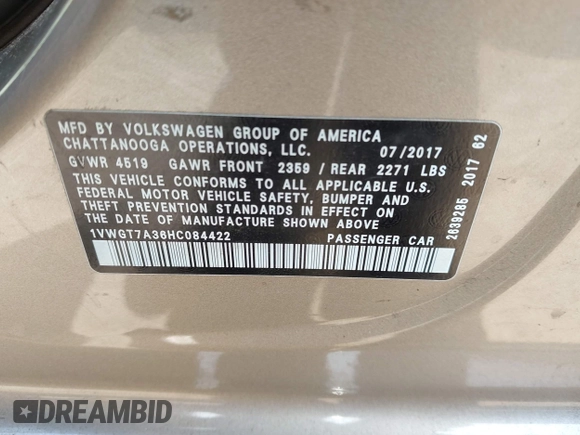 MFD BY VOLKSWAGEN GROUP OF AMERICA
CHATTANOOGA OPERATIONS, LLC. 07/2017
GVWR 4519 GAWR FRONT 2359 / REAR 2271 LBS
THIS VEHICLE CONFORMS TO ALL APPLICABLE U.S.
FEDERAL MOTOR VEHICLE SAFETY, BUMPER AND
THEFT PREVENTION STANDARDS IN EFFECT ON
THE DATE OF MANUFACTURE SHOWN ABOVE
1VWGT7A36HC084422 PASSENGER CAR
2639285 2017 62
DREAMBID